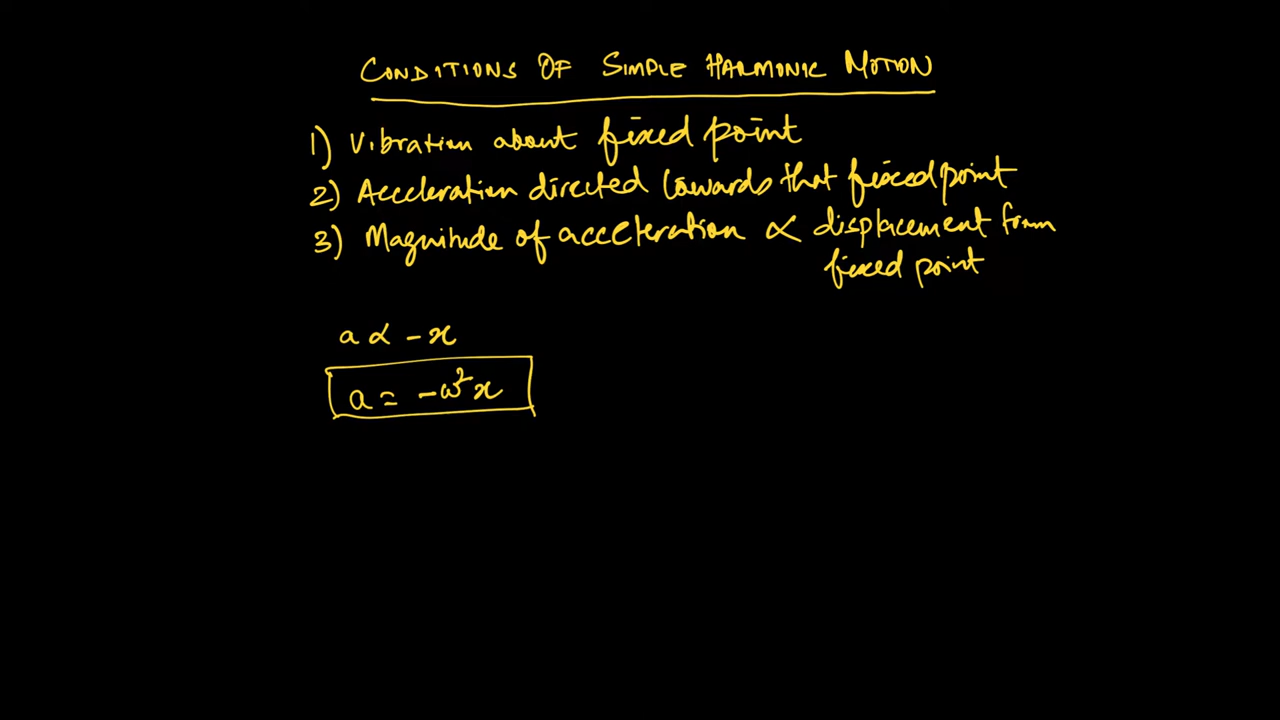 CONDITIONS OF SIMPLE HARMONIC MOTION
1) Vibration about fixed point
2) Acceleration directed towards that fixed point
3) Magnitude of acceleration ∝ displacement from
fixed point
a ∝ -x
a = -ω²x